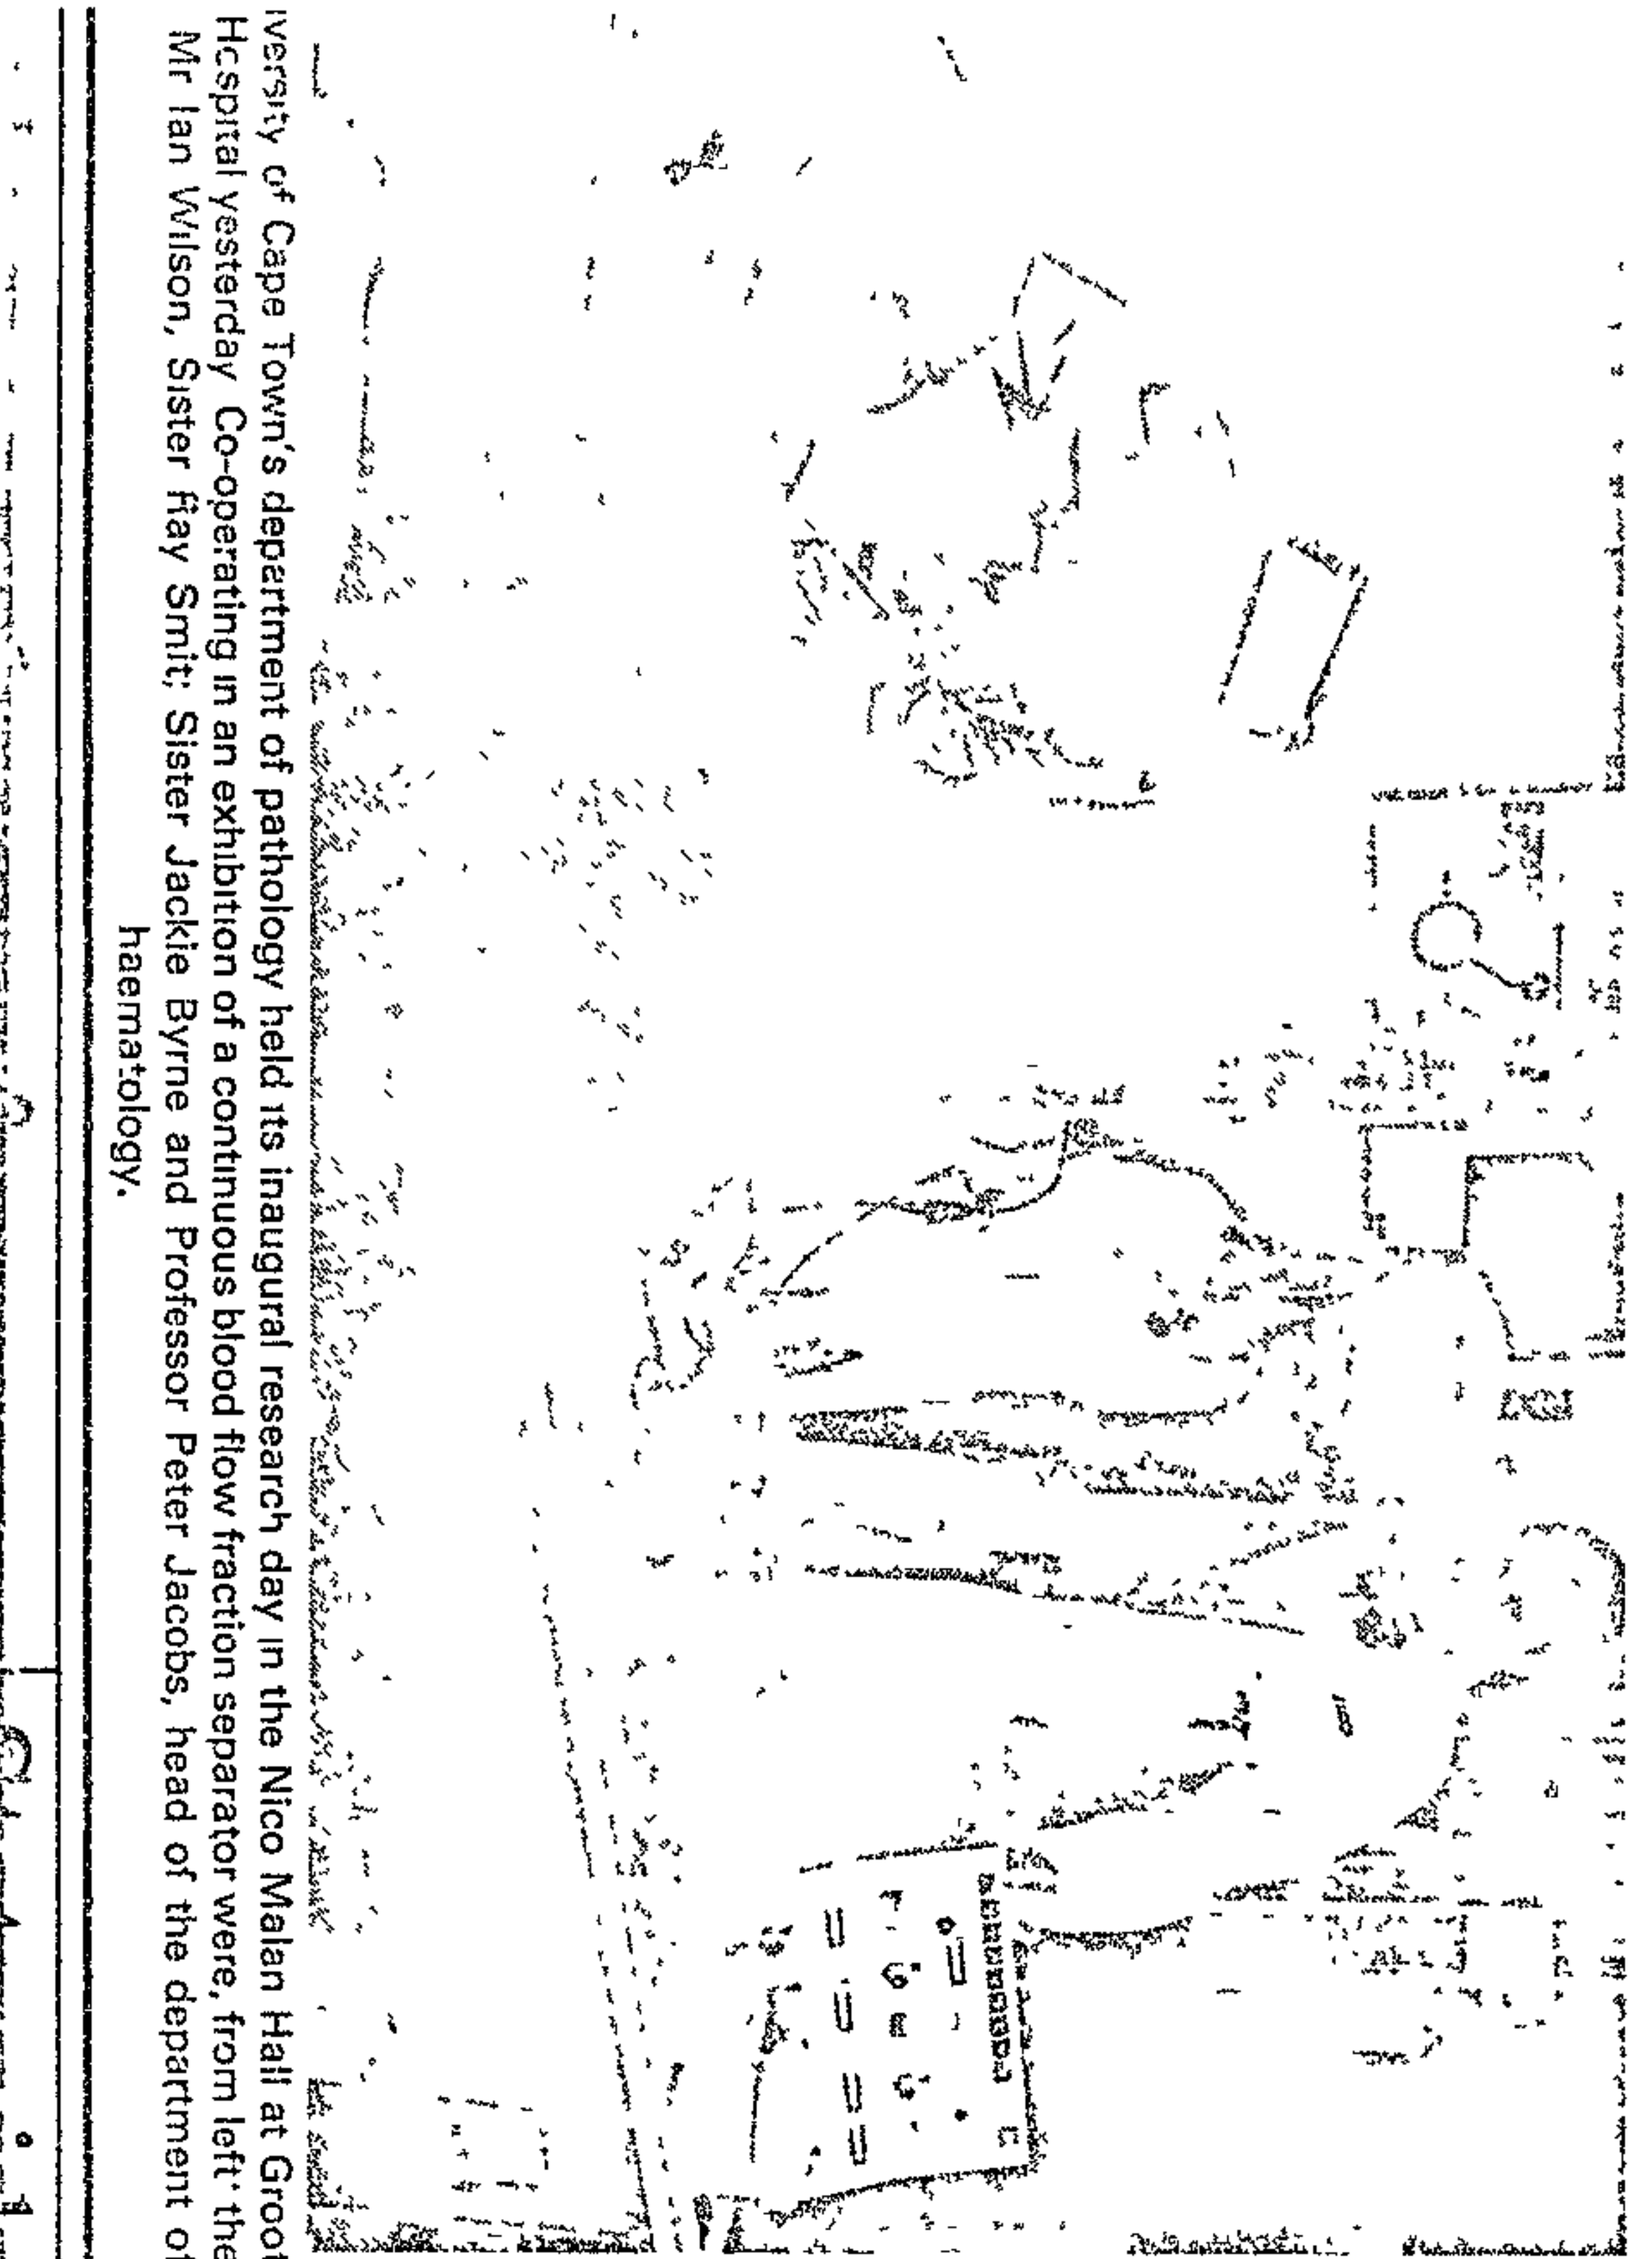 iversity of Cape Town's department of pathology held its inaugural research day in the Nico Malan Hall at Groot
Hospital yesterday Co-operating in an exhibition of a continuous blood flow fraction separator were, from left the
Mr Ian Wilson, Sister Ray Smit; Sister Jackie Byrne and Professor Peter Jacobs, head of the department of
haematology.